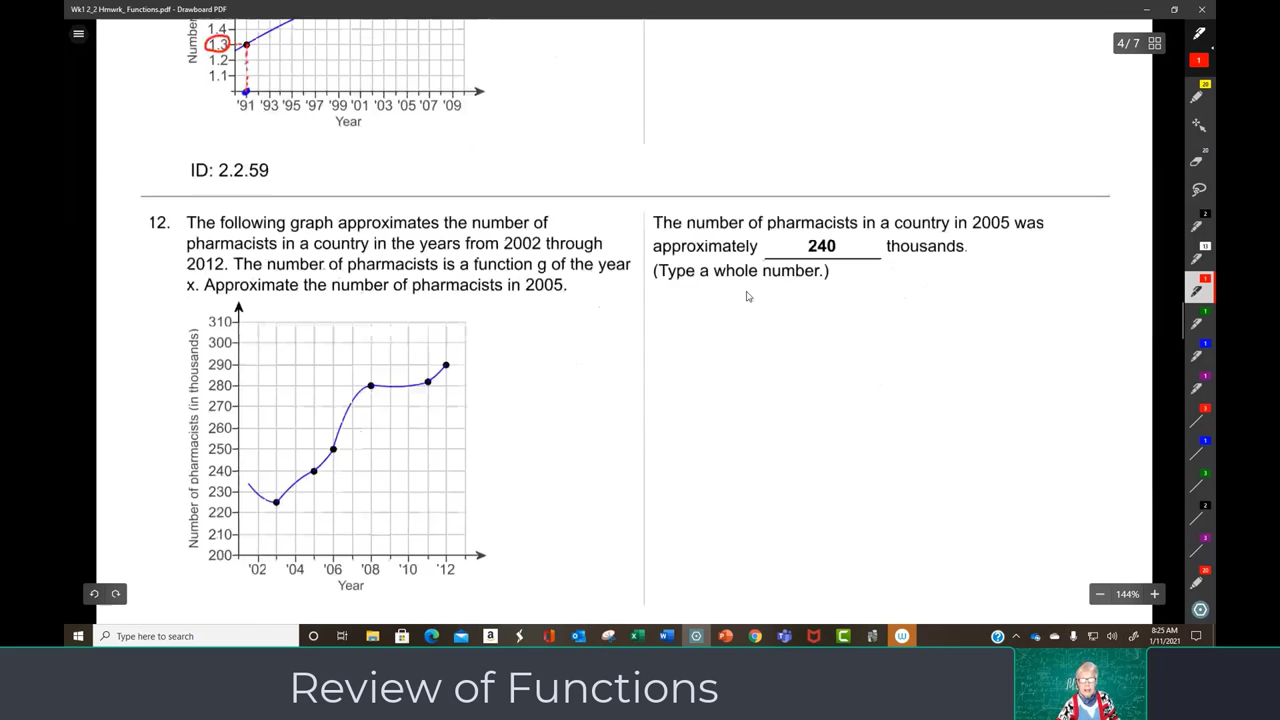 Wk1 2_2 Hmwrk_ Functions.pdf - Drawboard PDF
4 / 7
Number
1.4
1.3
1.2
1.1
'91 '93 '95 '97 '99 '01 '03 '05 '07 '09
Year
ID: 2.2.59
12. The following graph approximates the number of
pharmacists in a country in the years from 2002 through
2012. The number of pharmacists is a function g of the year
x. Approximate the number of pharmacists in 2005.
The number of pharmacists in a country in 2005 was
approximately 240 thousands.
(Type a whole number.)
Number of pharmacists (in thousands)
310
300
290
280
270
260
250
240
230
220
210
200
'02 '04 '06 '08 '10 '12
Year
144%
Type here to search
8:25 AM
1/11/2021
Review of Functions